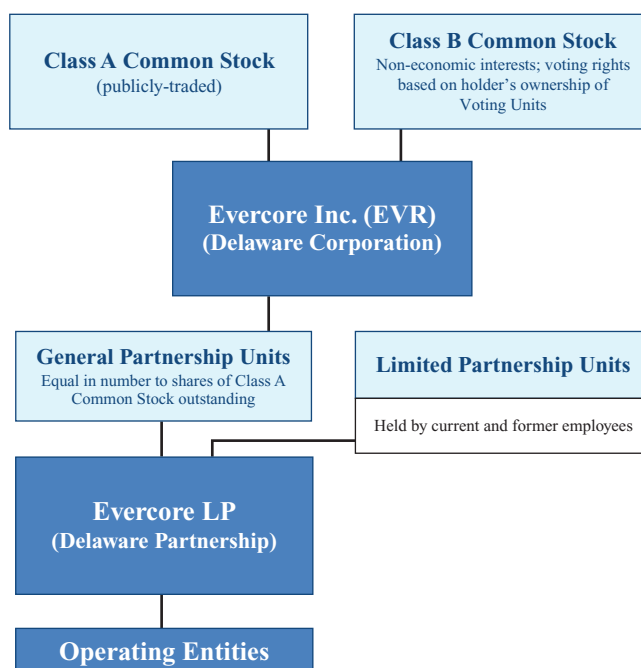 Class A Common Stock
(publicly-traded)
Class B Common Stock
Non-economic interests; voting rights
based on holder’s ownership of
Voting Units
Evercore Inc. (EVR)
(Delaware Corporation)
General Partnership Units
Equal in number to shares of Class A
Common Stock outstanding
Limited Partnership Units
Held by current and former employees
Evercore LP
(Delaware Partnership)
Operating Entities